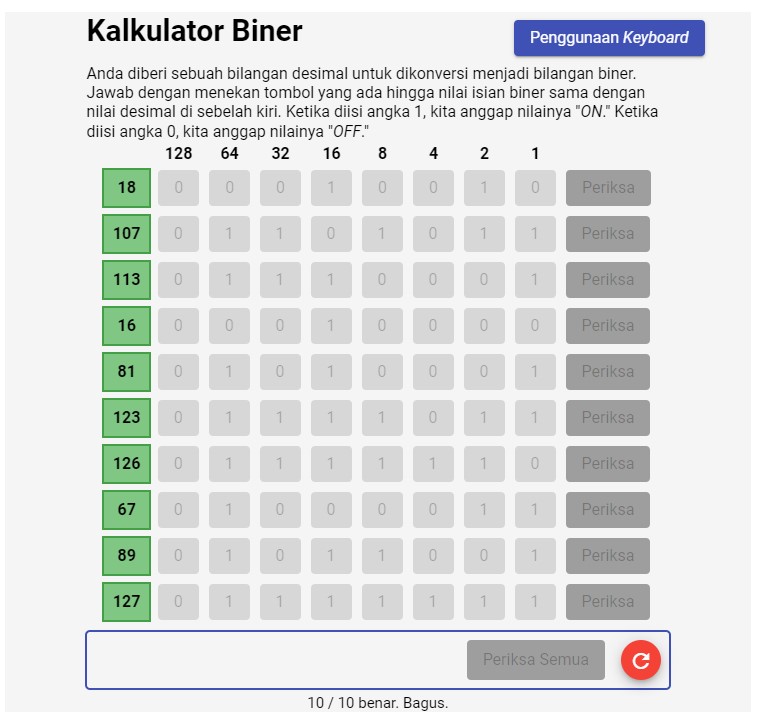 Kalkulator Biner
Penggunaan Keyboard
Anda diberi sebuah bilangan desimal untuk dikonversi menjadi bilangan biner.
Jawab dengan menekan tombol yang ada hingga nilai isian biner sama dengan
nilai desimal di sebelah kiri. Ketika diisi angka 1, kita anggap nilainya "ON." Ketika
diisi angka 0, kita anggap nilainya "OFF."
128 64 32 16 8 4 2 1
18 0 0 0 1 0 0 1 0 Periksa
107 0 1 1 0 1 0 1 1 Periksa
113 0 1 1 1 0 0 0 1 Periksa
16 0 0 0 1 0 0 0 0 Periksa
81 0 1 0 1 0 0 0 1 Periksa
123 0 1 1 1 1 0 1 1 Periksa
126 0 1 1 1 1 1 1 0 Periksa
67 0 1 0 0 0 0 1 1 Periksa
89 0 1 0 1 1 0 0 1 Periksa
127 0 1 1 1 1 1 1 1 Periksa
Periksa Semua
10 / 10 benar. Bagus.